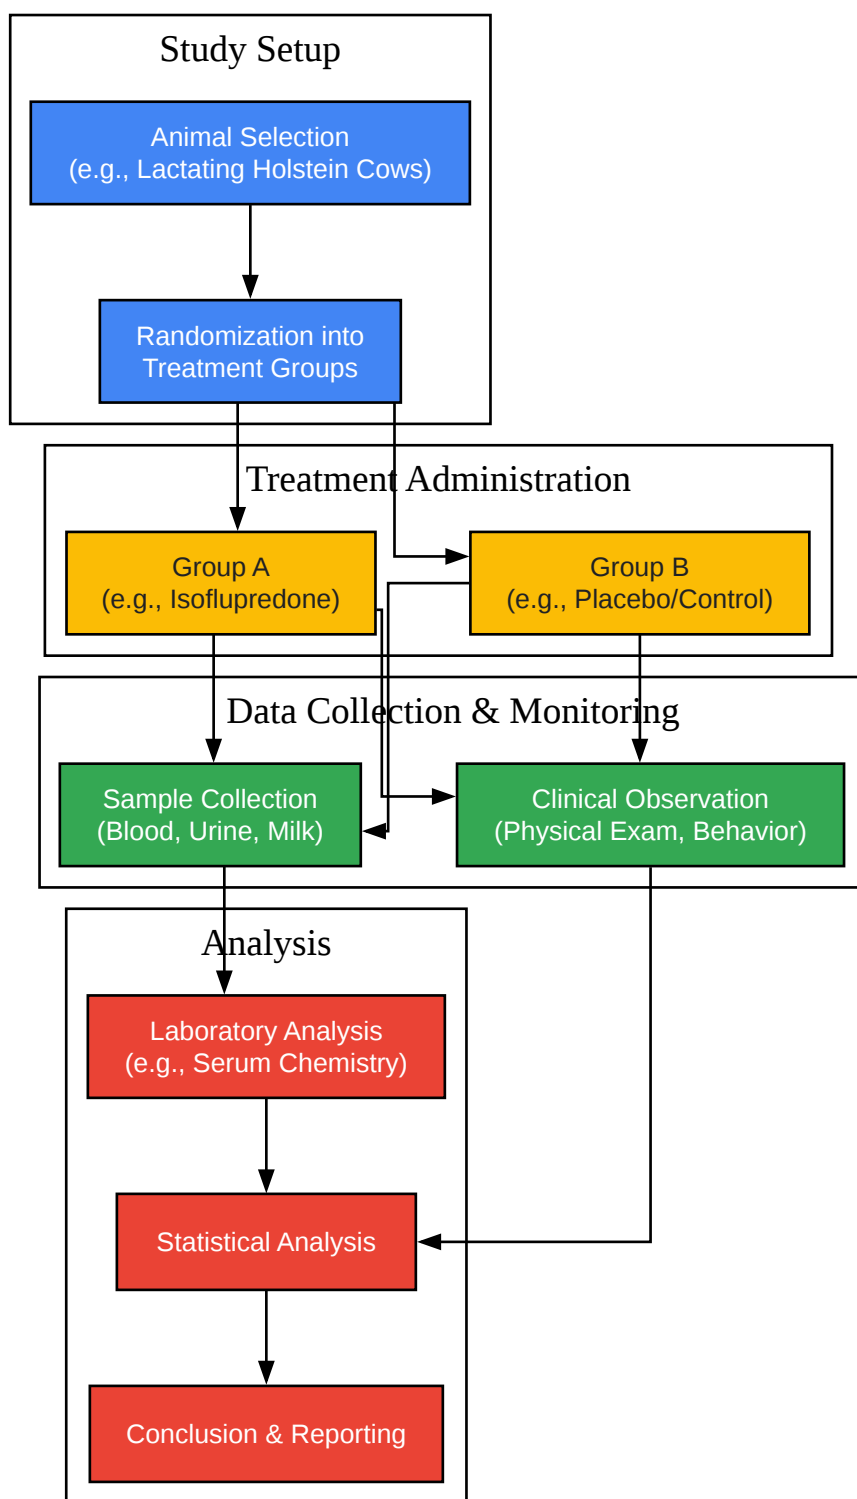 Study Setup
Animal Selection
(e.g., Lactating Holstein Cows)
Randomization into
Treatment Groups
Treatment Administration
Group A
(e.g., Isoflupredone)
Group B
(e.g., Placebo/Control)
Data Collection & Monitoring
Sample Collection
(Blood, Urine, Milk)
Clinical Observation
(Physical Exam, Behavior)
Analysis
Laboratory Analysis
(e.g., Serum Chemistry)
Statistical Analysis
Conclusion & Reporting